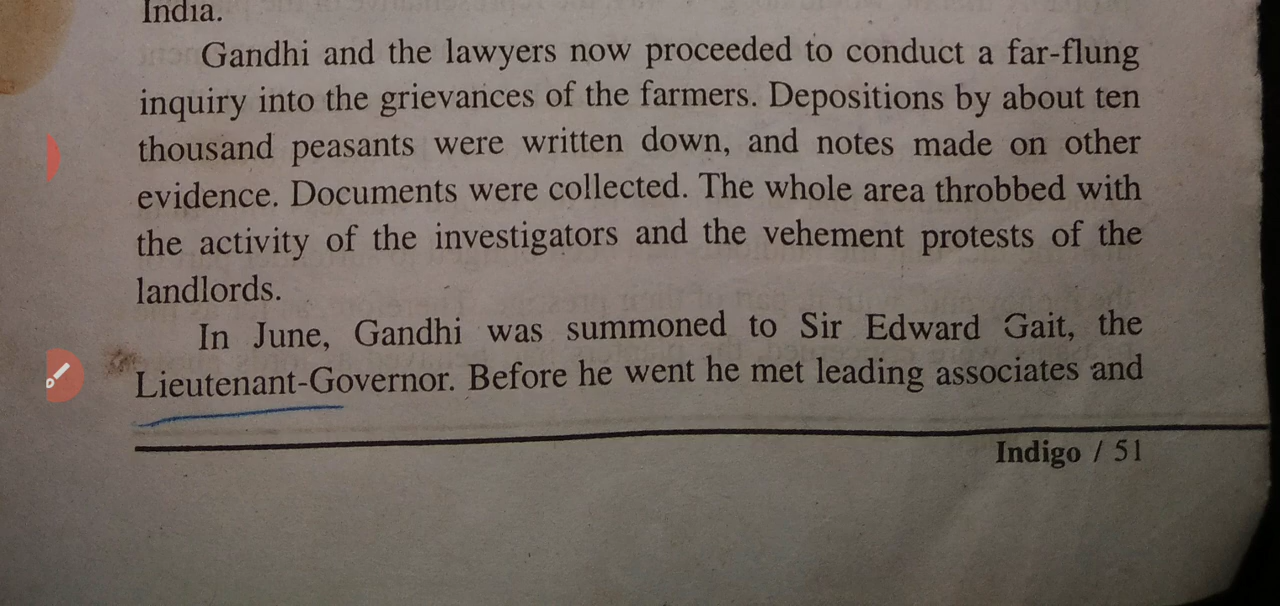 India.
Gandhi and the lawyers now proceeded to conduct a far-flung
inquiry into the grievances of the farmers. Depositions by about ten
thousand peasants were written down, and notes made on other
evidence. Documents were collected. The whole area throbbed with
the activity of the investigators and the vehement protests of the
landlords.
In June, Gandhi was summoned to Sir Edward Gait, the
Lieutenant-Governor. Before he went he met leading associates and
Indigo / 51